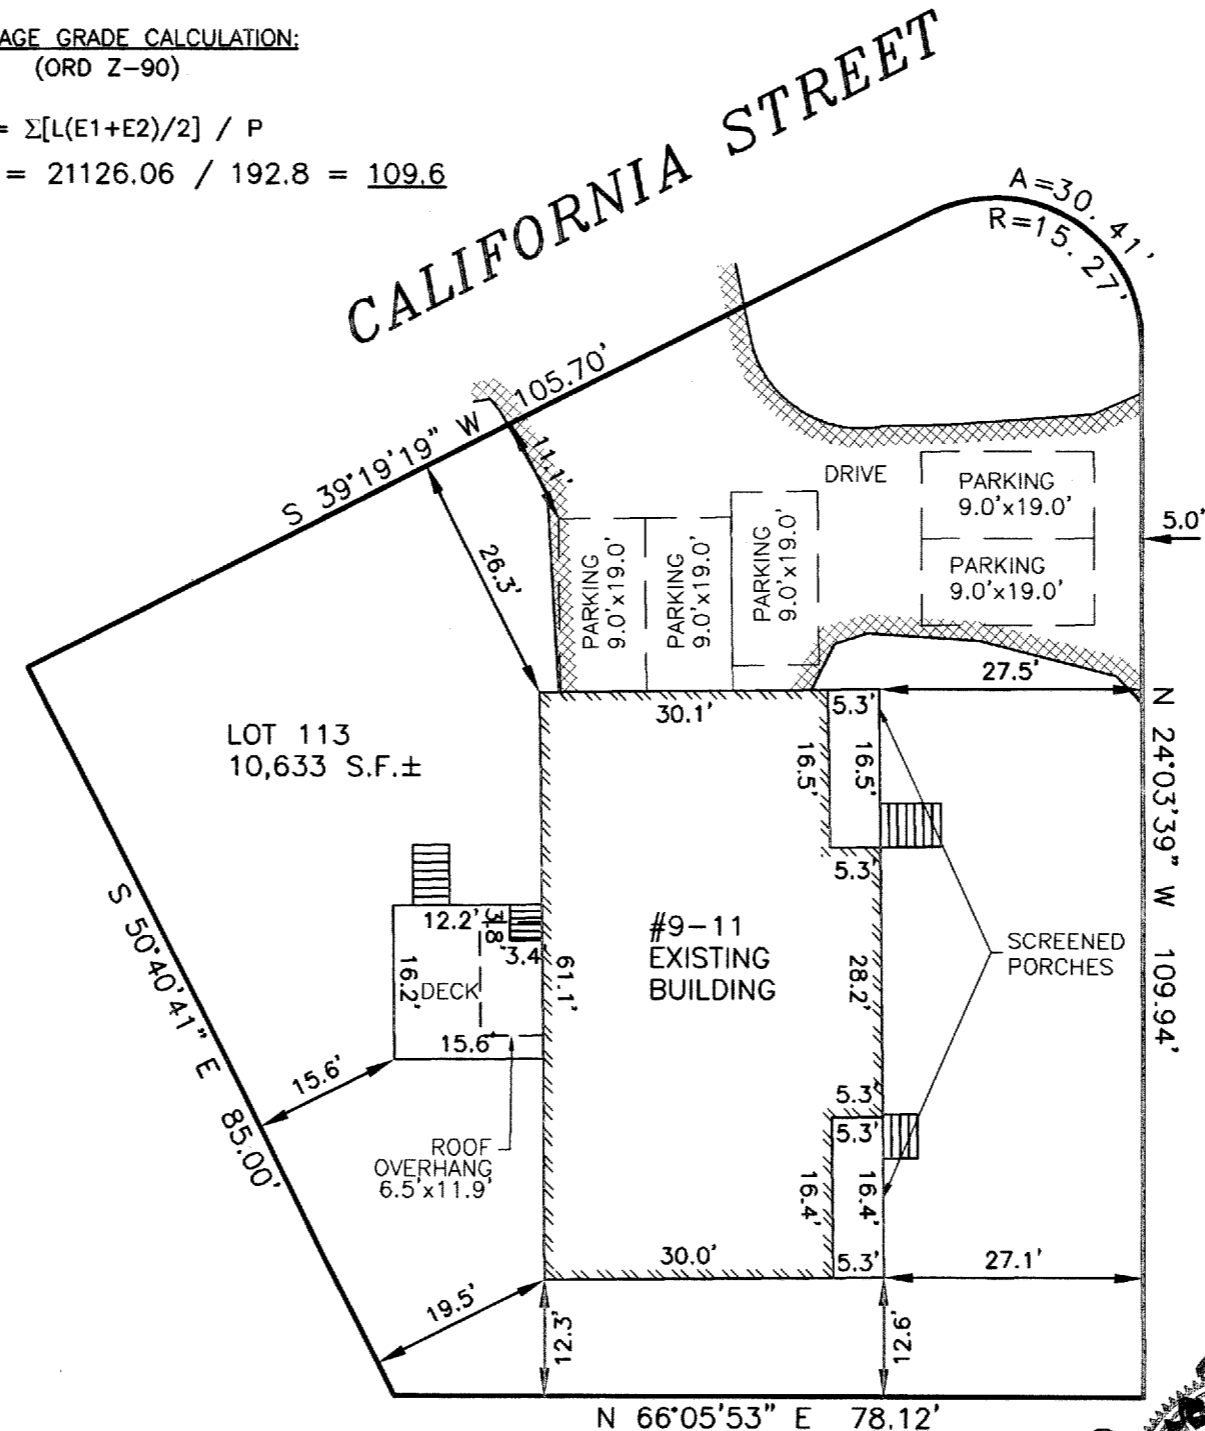 AGE GRADE CALCULATION:
(ORD Z-90)
= Σ[L(E1+E2)/2] / P
= 21126.06 / 192.8 = 109.6
CALIFORNIA STREET
A=30.41'
R=15.27'
S 39°19'19" W 105.70'
11.1'
26.3'
DRIVE
PARKING
9.0'x19.0'
PARKING
9.0'x19.0'
PARKING
9.0'x19.0'
PARKING
9.0'x19.0'
PARKING
9.0'x19.0'
5.0'
27.5'
30.1'
5.3'
16.5'
16.5'
5.3'
N 24°03'39" W 109.94'
LOT 113
10,633 S.F.±
12.2'
3.8'
3.4'
16.2'
DECK
15.6'
61.1'
#9-11
EXISTING
BUILDING
28.2'
SCREENED
PORCHES
S 50°40'41" E 85.00'
15.6'
ROOF
OVERHANG
6.5'x11.9'
5.3'
5.3'
16.4'
16.4'
30.0'
5.3'
27.1'
19.5'
12.3'
12.6'
N 66°05'53" E 78.12'